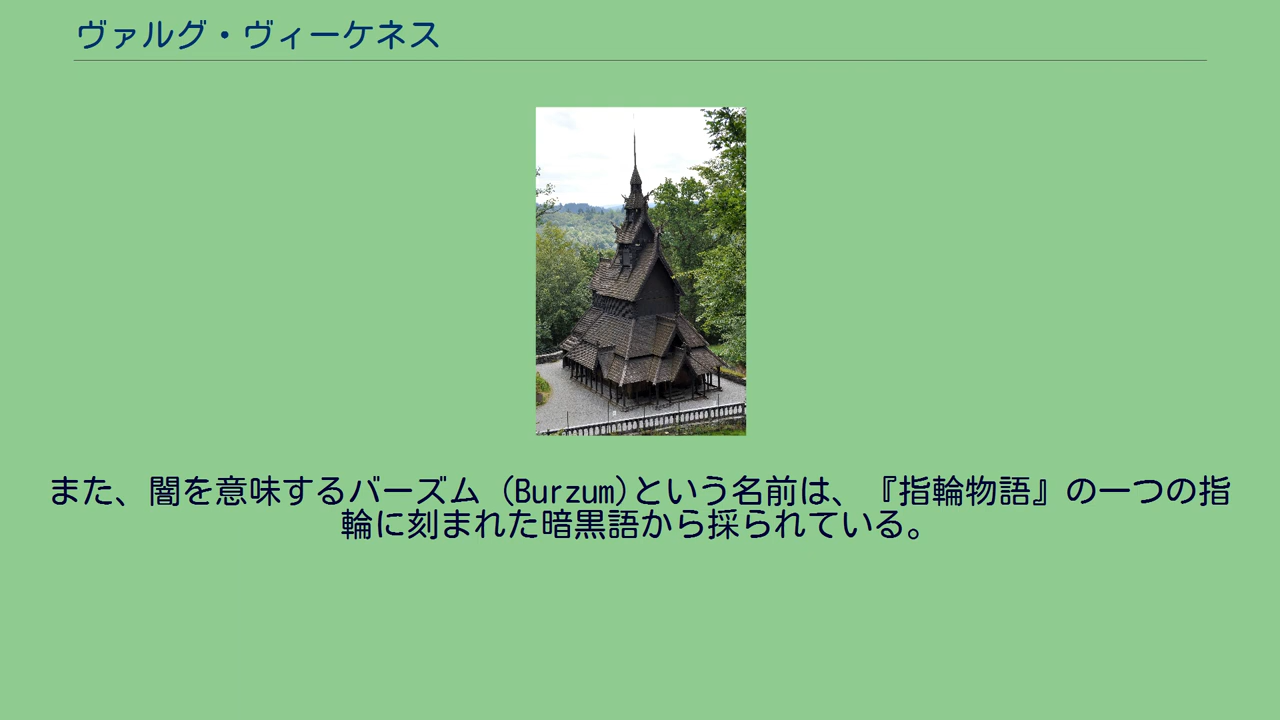 ヴァルグ・ヴィーケネス
また、闇を意味するバーズム (Burzum)という名前は、『指輪物語』の一つの指
輪に刻まれた暗黒語から採られている。